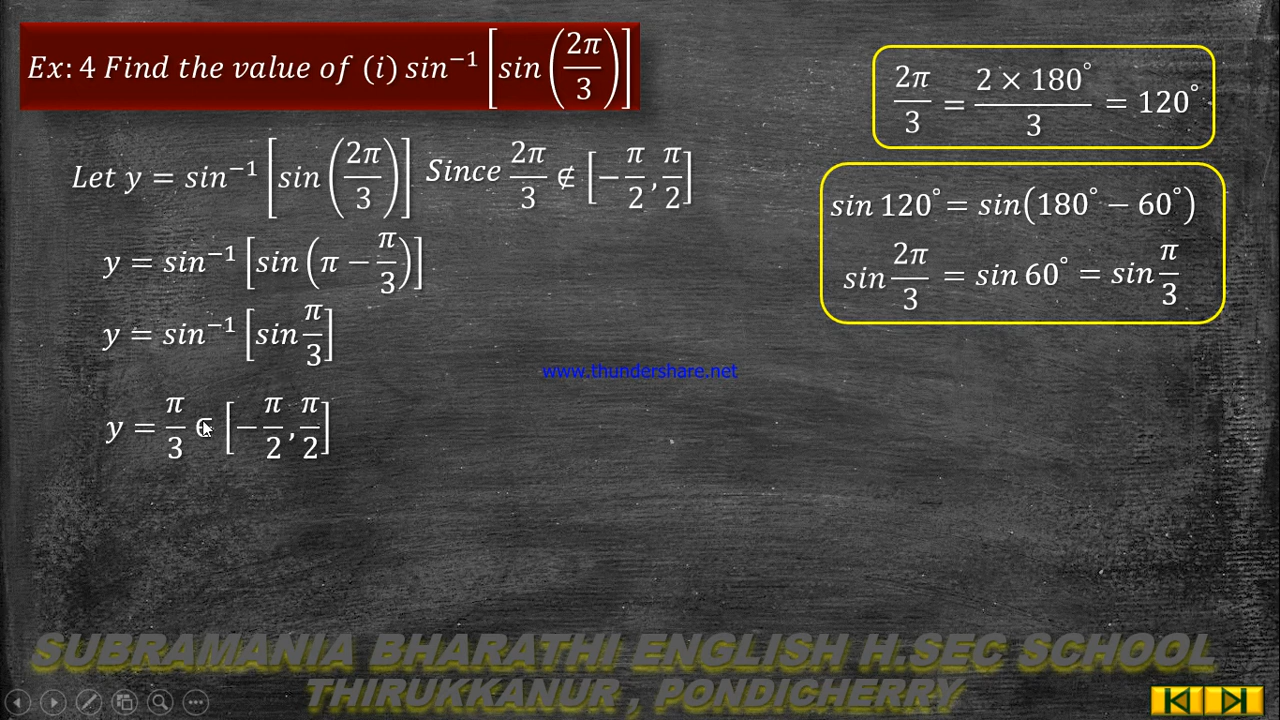 Ex: 4 Find the value of (i) sin⁻¹ [sin (2π/3)]
2π/3 = 2 × 180°/3 = 120°
Let y = sin⁻¹ [sin (2π/3)] Since 2π/3 ∉ [−π/2, π/2]
sin 120° = sin(180° − 60°)
sin 2π/3 = sin 60° = sin π/3
y = sin⁻¹ [sin (π − π/3)]
y = sin⁻¹ [sin π/3]
www.thundershare.net
y = π/3 ∈ [−π/2, π/2]
SUBRAMANIA BHARATHI ENGLISH H.SEC SCHOOL
THIRUKKANUR , PONDICHERRY